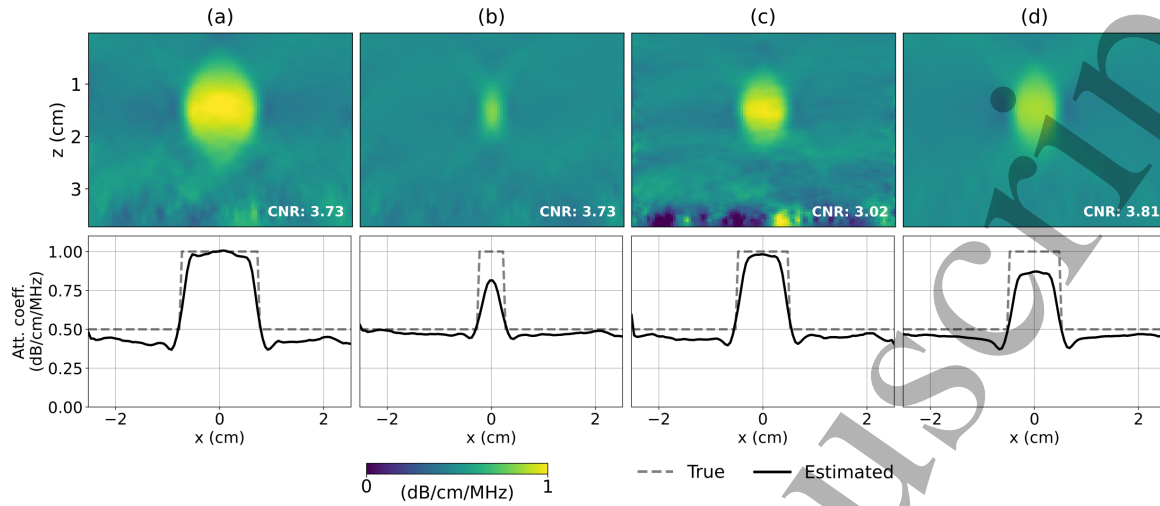 (a) (b) (c) (d)
z (cm)
1
2
3
CNR: 3.73 CNR: 3.73 CNR: 3.02 CNR: 3.81
Att. coeff.
(dB/cm/MHz)
1.00
0.75
0.50
0.25
0.00
−2 0 2 −2 0 2 −2 0 2 −2 0 2
x (cm) x (cm) x (cm) x (cm)
0 1
(dB/cm/MHz)
True Estimated
uscrip